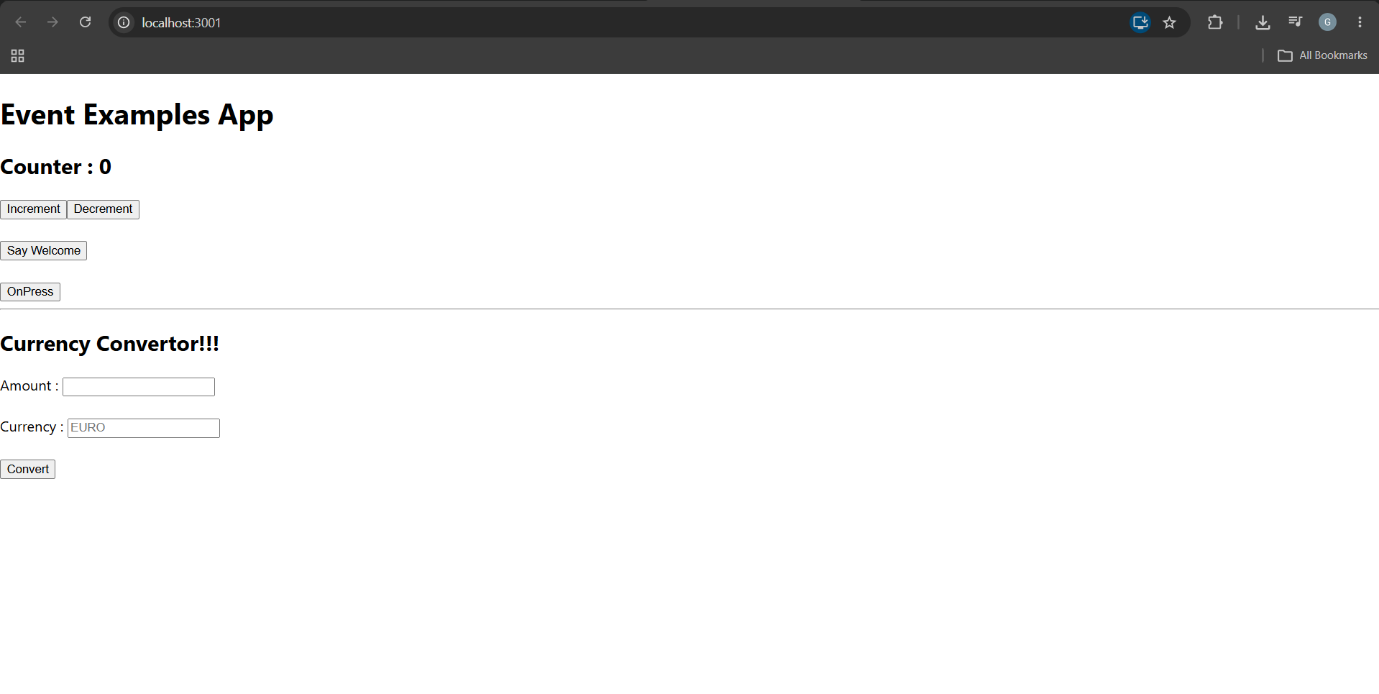 localhost:3001
G
All Bookmarks
Event Examples App
Counter : 0
Increment Decrement
Say Welcome
OnPress
Currency Convertor!!!
Amount :
Currency : EURO
Convert